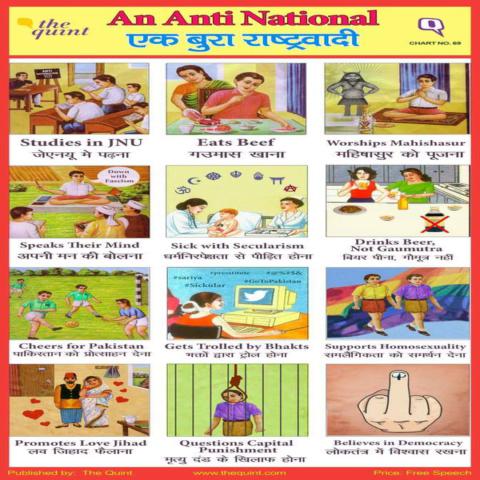 the
quint
An Anti National
एक बुरा राष्ट्रवादी
Q
CHART NO. 69
Studies in JNU
जेएनयू मे पढ़ना
Eats Beef
गउमास खाना
Worships Mahishasur
महिषासुर को पूजना
Down
with
Fascism
Speaks Their Mind
अपनी मन की बोलना
Sick with Secularism
धर्मनिरपेक्षता से पीड़ित होना
Drinks Beer,
Not Gaumutra
बियर पीना, गौमूत्र नहीं
Cheers for Pakistan
पाकिस्तान को प्रोत्साहन देना
#presstitute
#@%$&
#sariya
#GoToPakistan
#Sickular
Gets Trolled by Bhakts
भक्तों द्वारा ट्रोल होना
Supports Homosexuality
समलैंगिकता को समर्थन देना
Promotes Love Jihad
लव जिहाद फैलाना
Questions Capital
Punishment
मृत्यु दंड के खिलाफ होना
Believes in Democracy
लोकतंत्र में विश्वास रखना
Published by: The Quint
www.thequint.com
Price: Free Speech